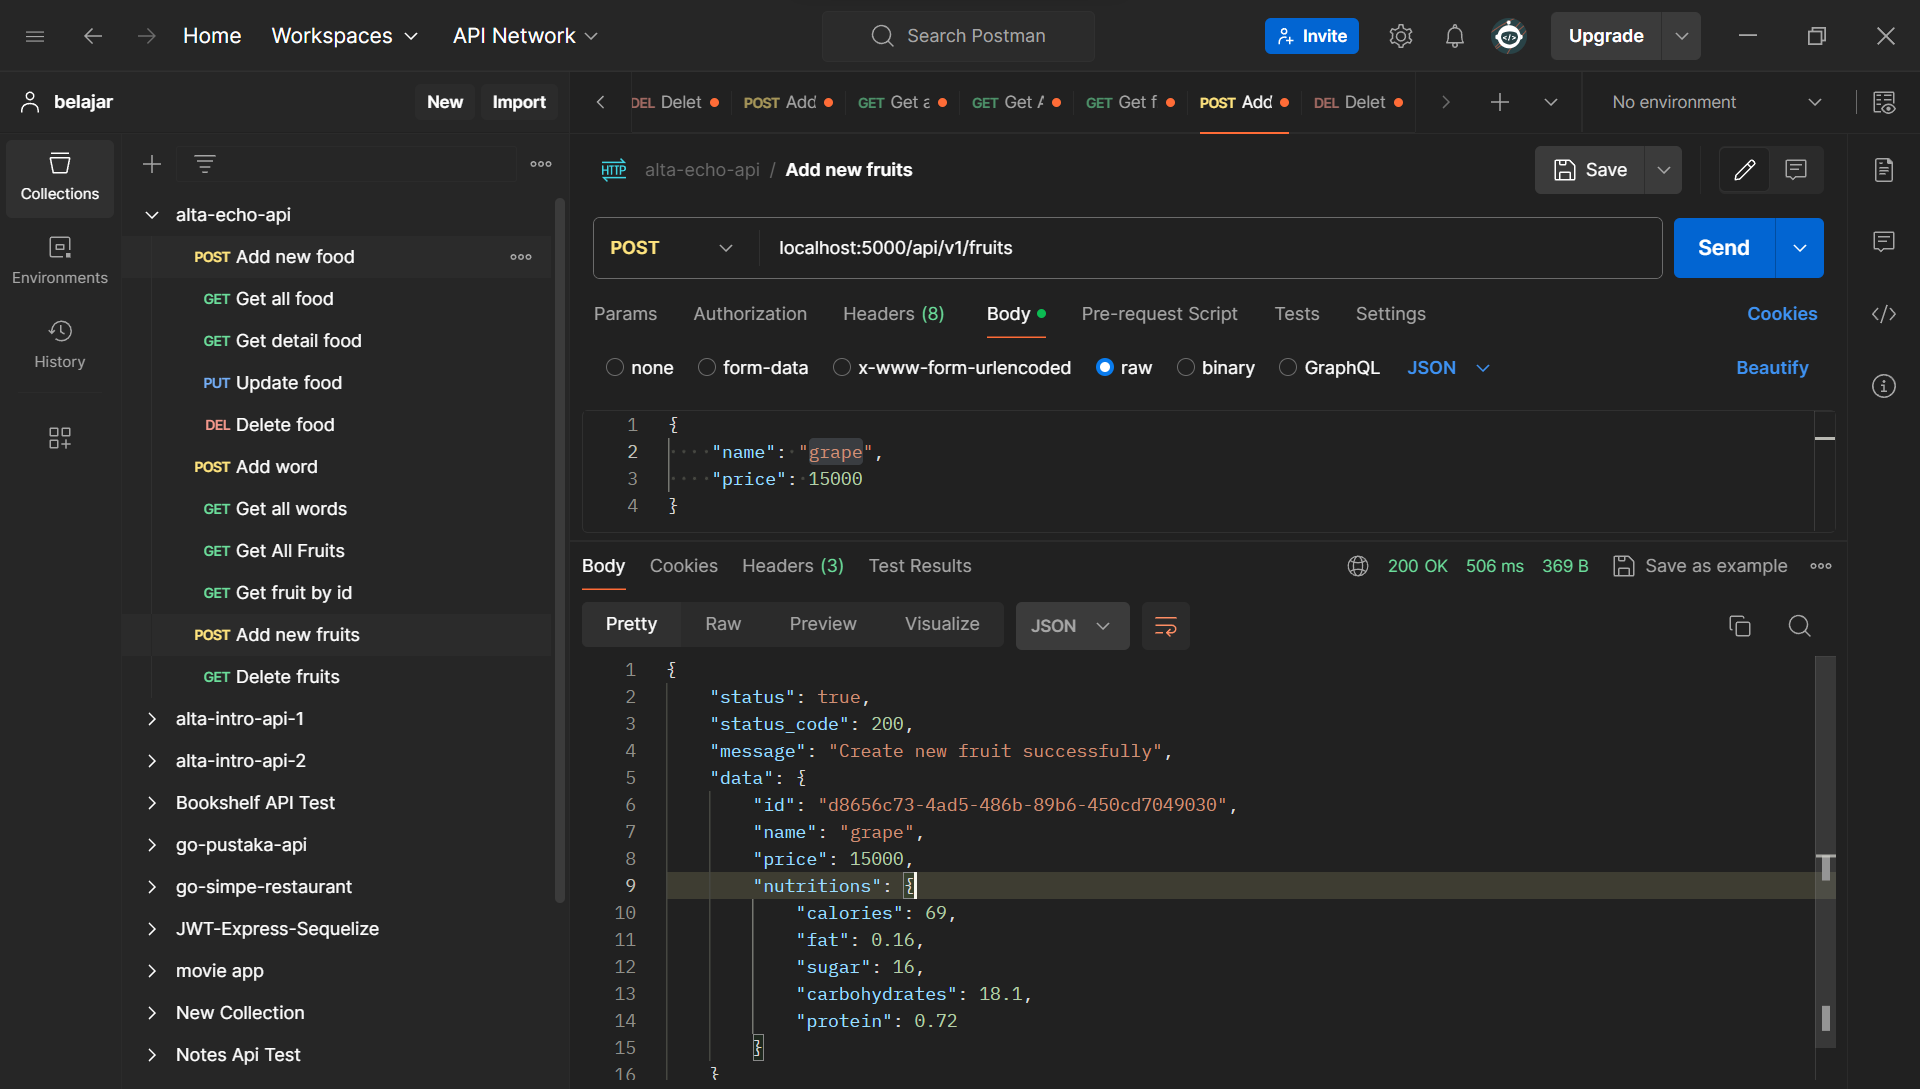 Home Workspaces API Network Search Postman Invite Upgrade
belajar New Import
DEL Delet POST Add GET Get a GET Get A GET Get f POST Add DEL Delet No environment
Collections
Environments
History
alta-echo-api
POST Add new food
GET Get all food
GET Get detail food
PUT Update food
DEL Delete food
POST Add word
GET Get all words
GET Get All Fruits
GET Get fruit by id
POST Add new fruits
GET Delete fruits
alta-intro-api-1
alta-intro-api-2
Bookshelf API Test
go-pustaka-api
go-simpe-restaurant
JWT-Express-Sequelize
movie app
New Collection
Notes Api Test
HTTP alta-echo-api / Add new fruits Save
POST localhost:5000/api/v1/fruits Send
Params Authorization Headers (8) Body Pre-request Script Tests Settings Cookies
none form-data x-www-form-urlencoded raw binary GraphQL JSON Beautify
1 {
2 "name": "grape",
3 "price": 15000
4 }
Body Cookies Headers (3) Test Results 200 OK 506 ms 369 B Save as example
Pretty Raw Preview Visualize JSON
1 {
2 "status": true,
3 "status_code": 200,
4 "message": "Create new fruit successfully",
5 "data": {
6 "id": "d8656c73-4ad5-486b-89b6-450cd7049030",
7 "name": "grape",
8 "price": 15000,
9 "nutritions": {
10 "calories": 69,
11 "fat": 0.16,
12 "sugar": 16,
13 "carbohydrates": 18.1,
14 "protein": 0.72
15 }
16 }